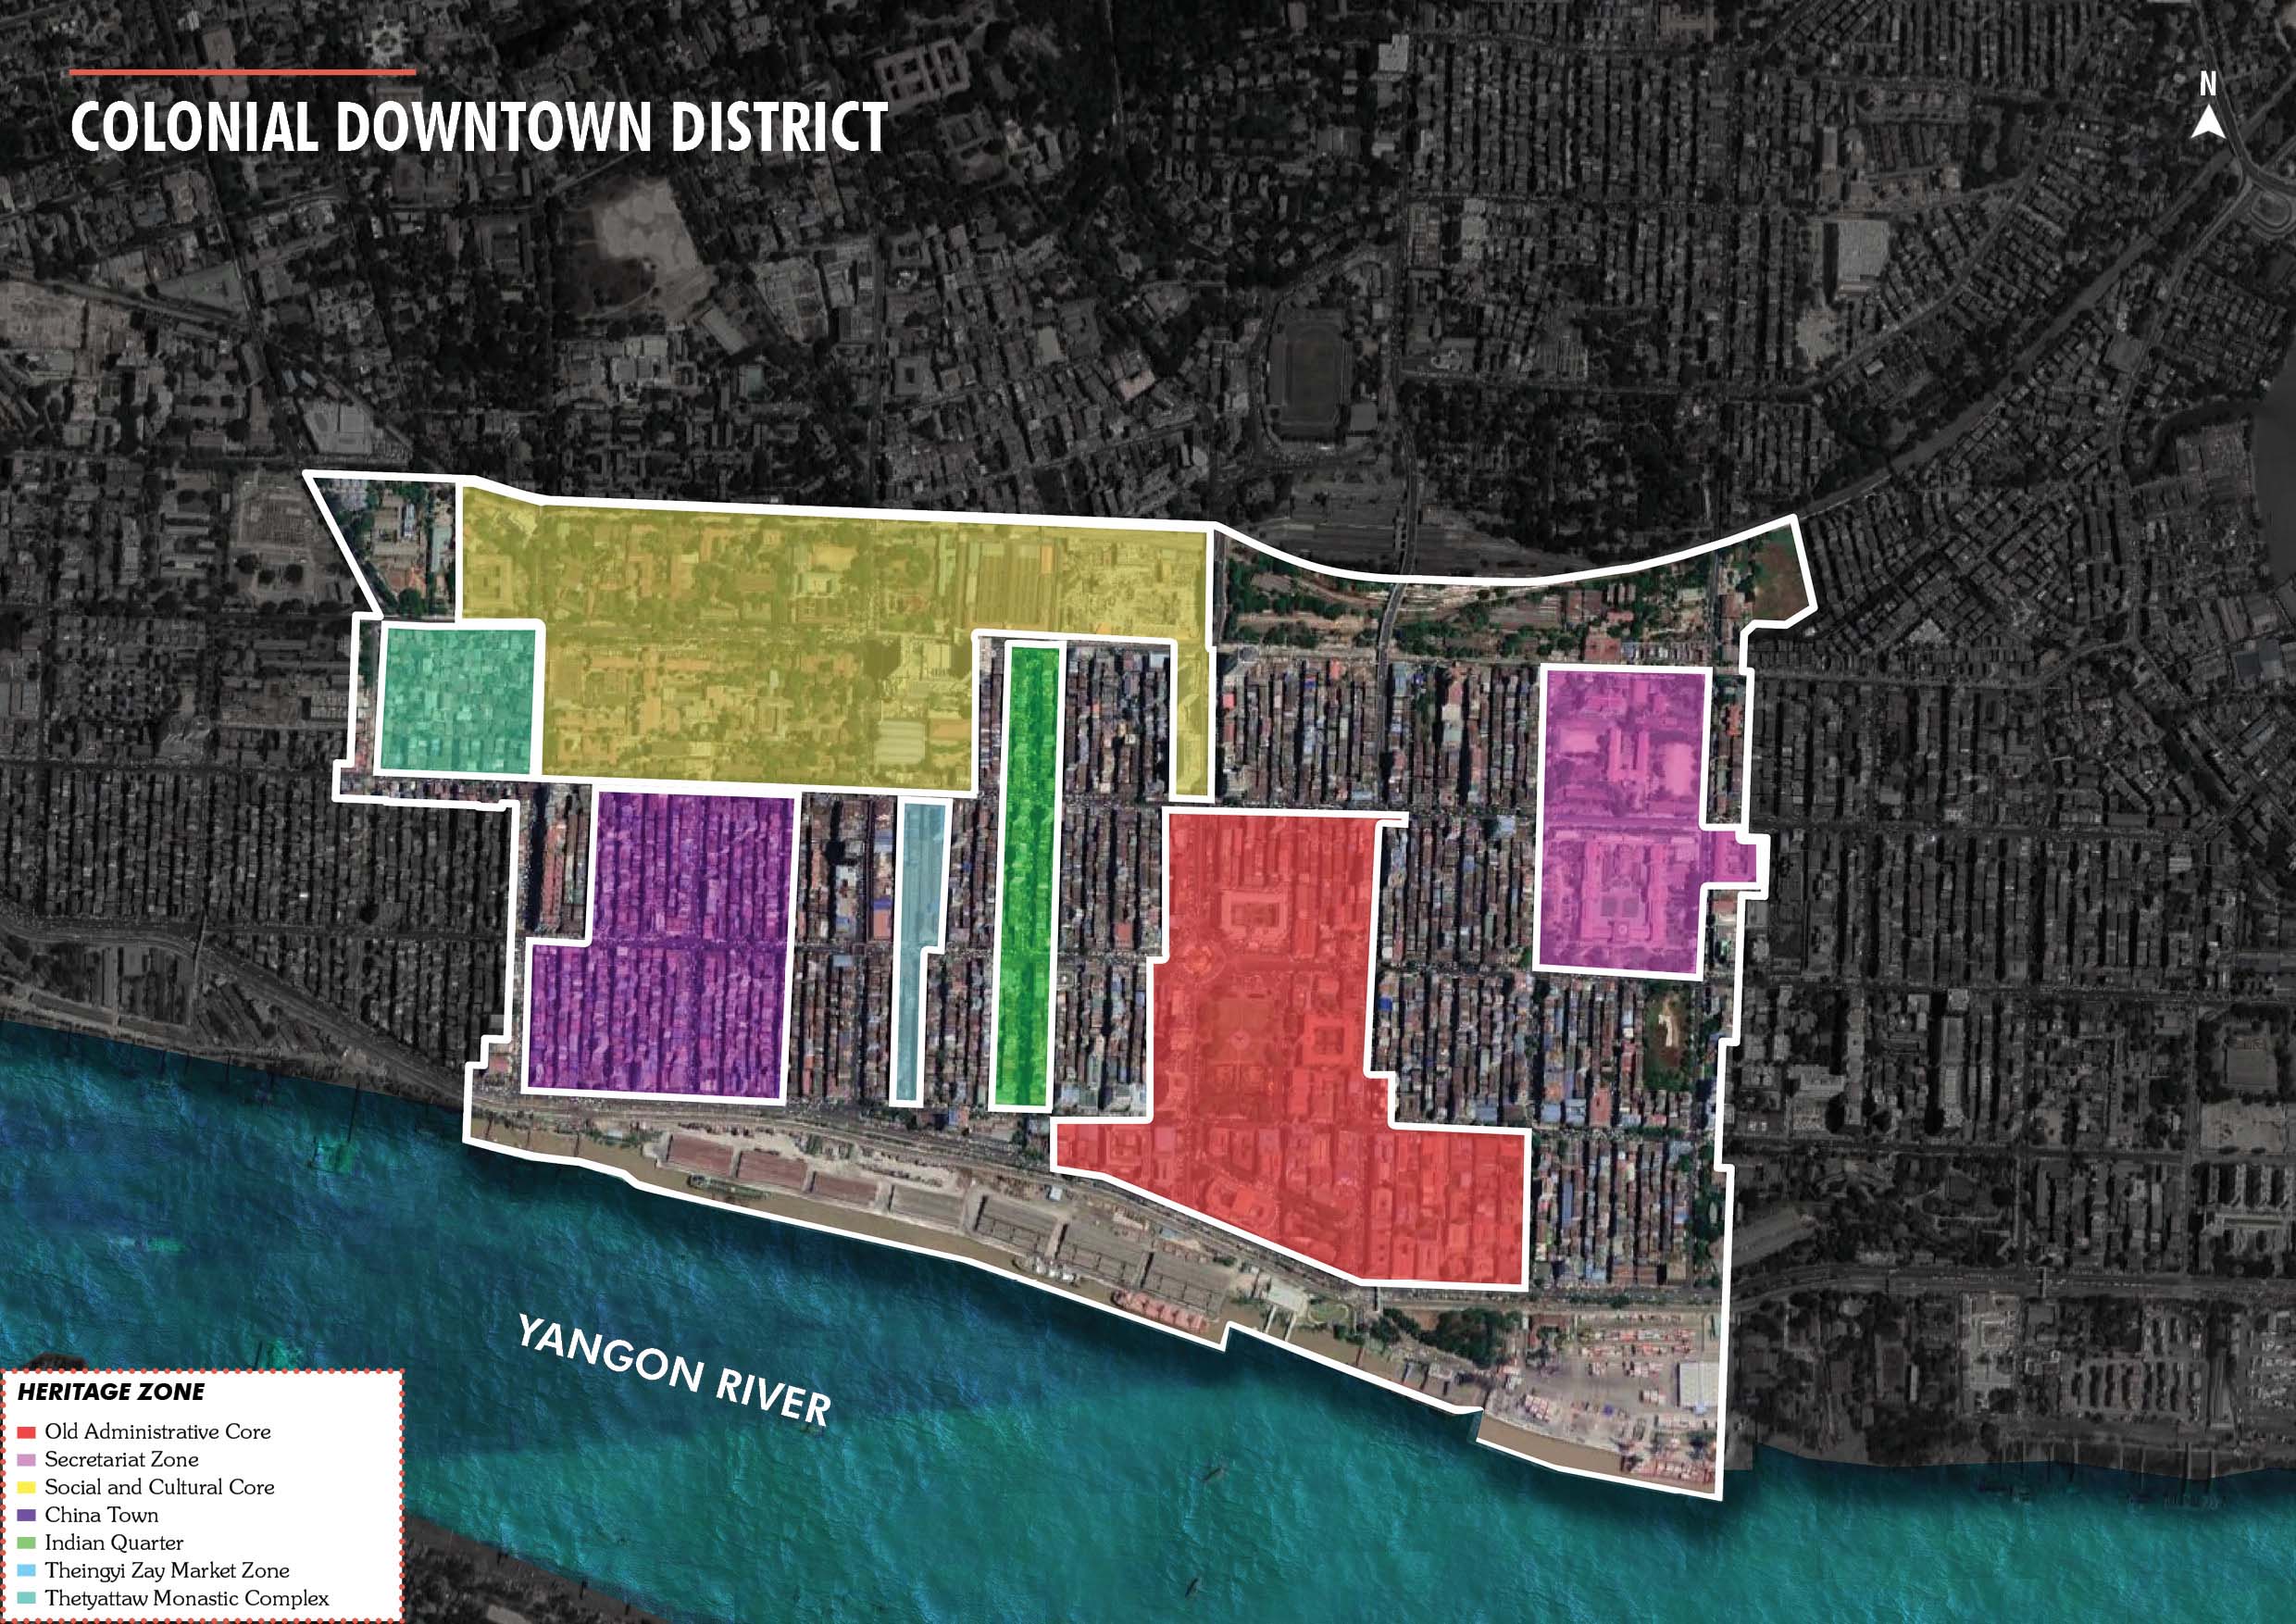 COLONIAL DOWNTOWN DISTRICT
N
YANGON RIVER
HERITAGE ZONE
Old Administrative Core
Secretariat Zone
Social and Cultural Core
China Town
Indian Quarter
Theingyi Zay Market Zone
Thetyattaw Monastic Complex